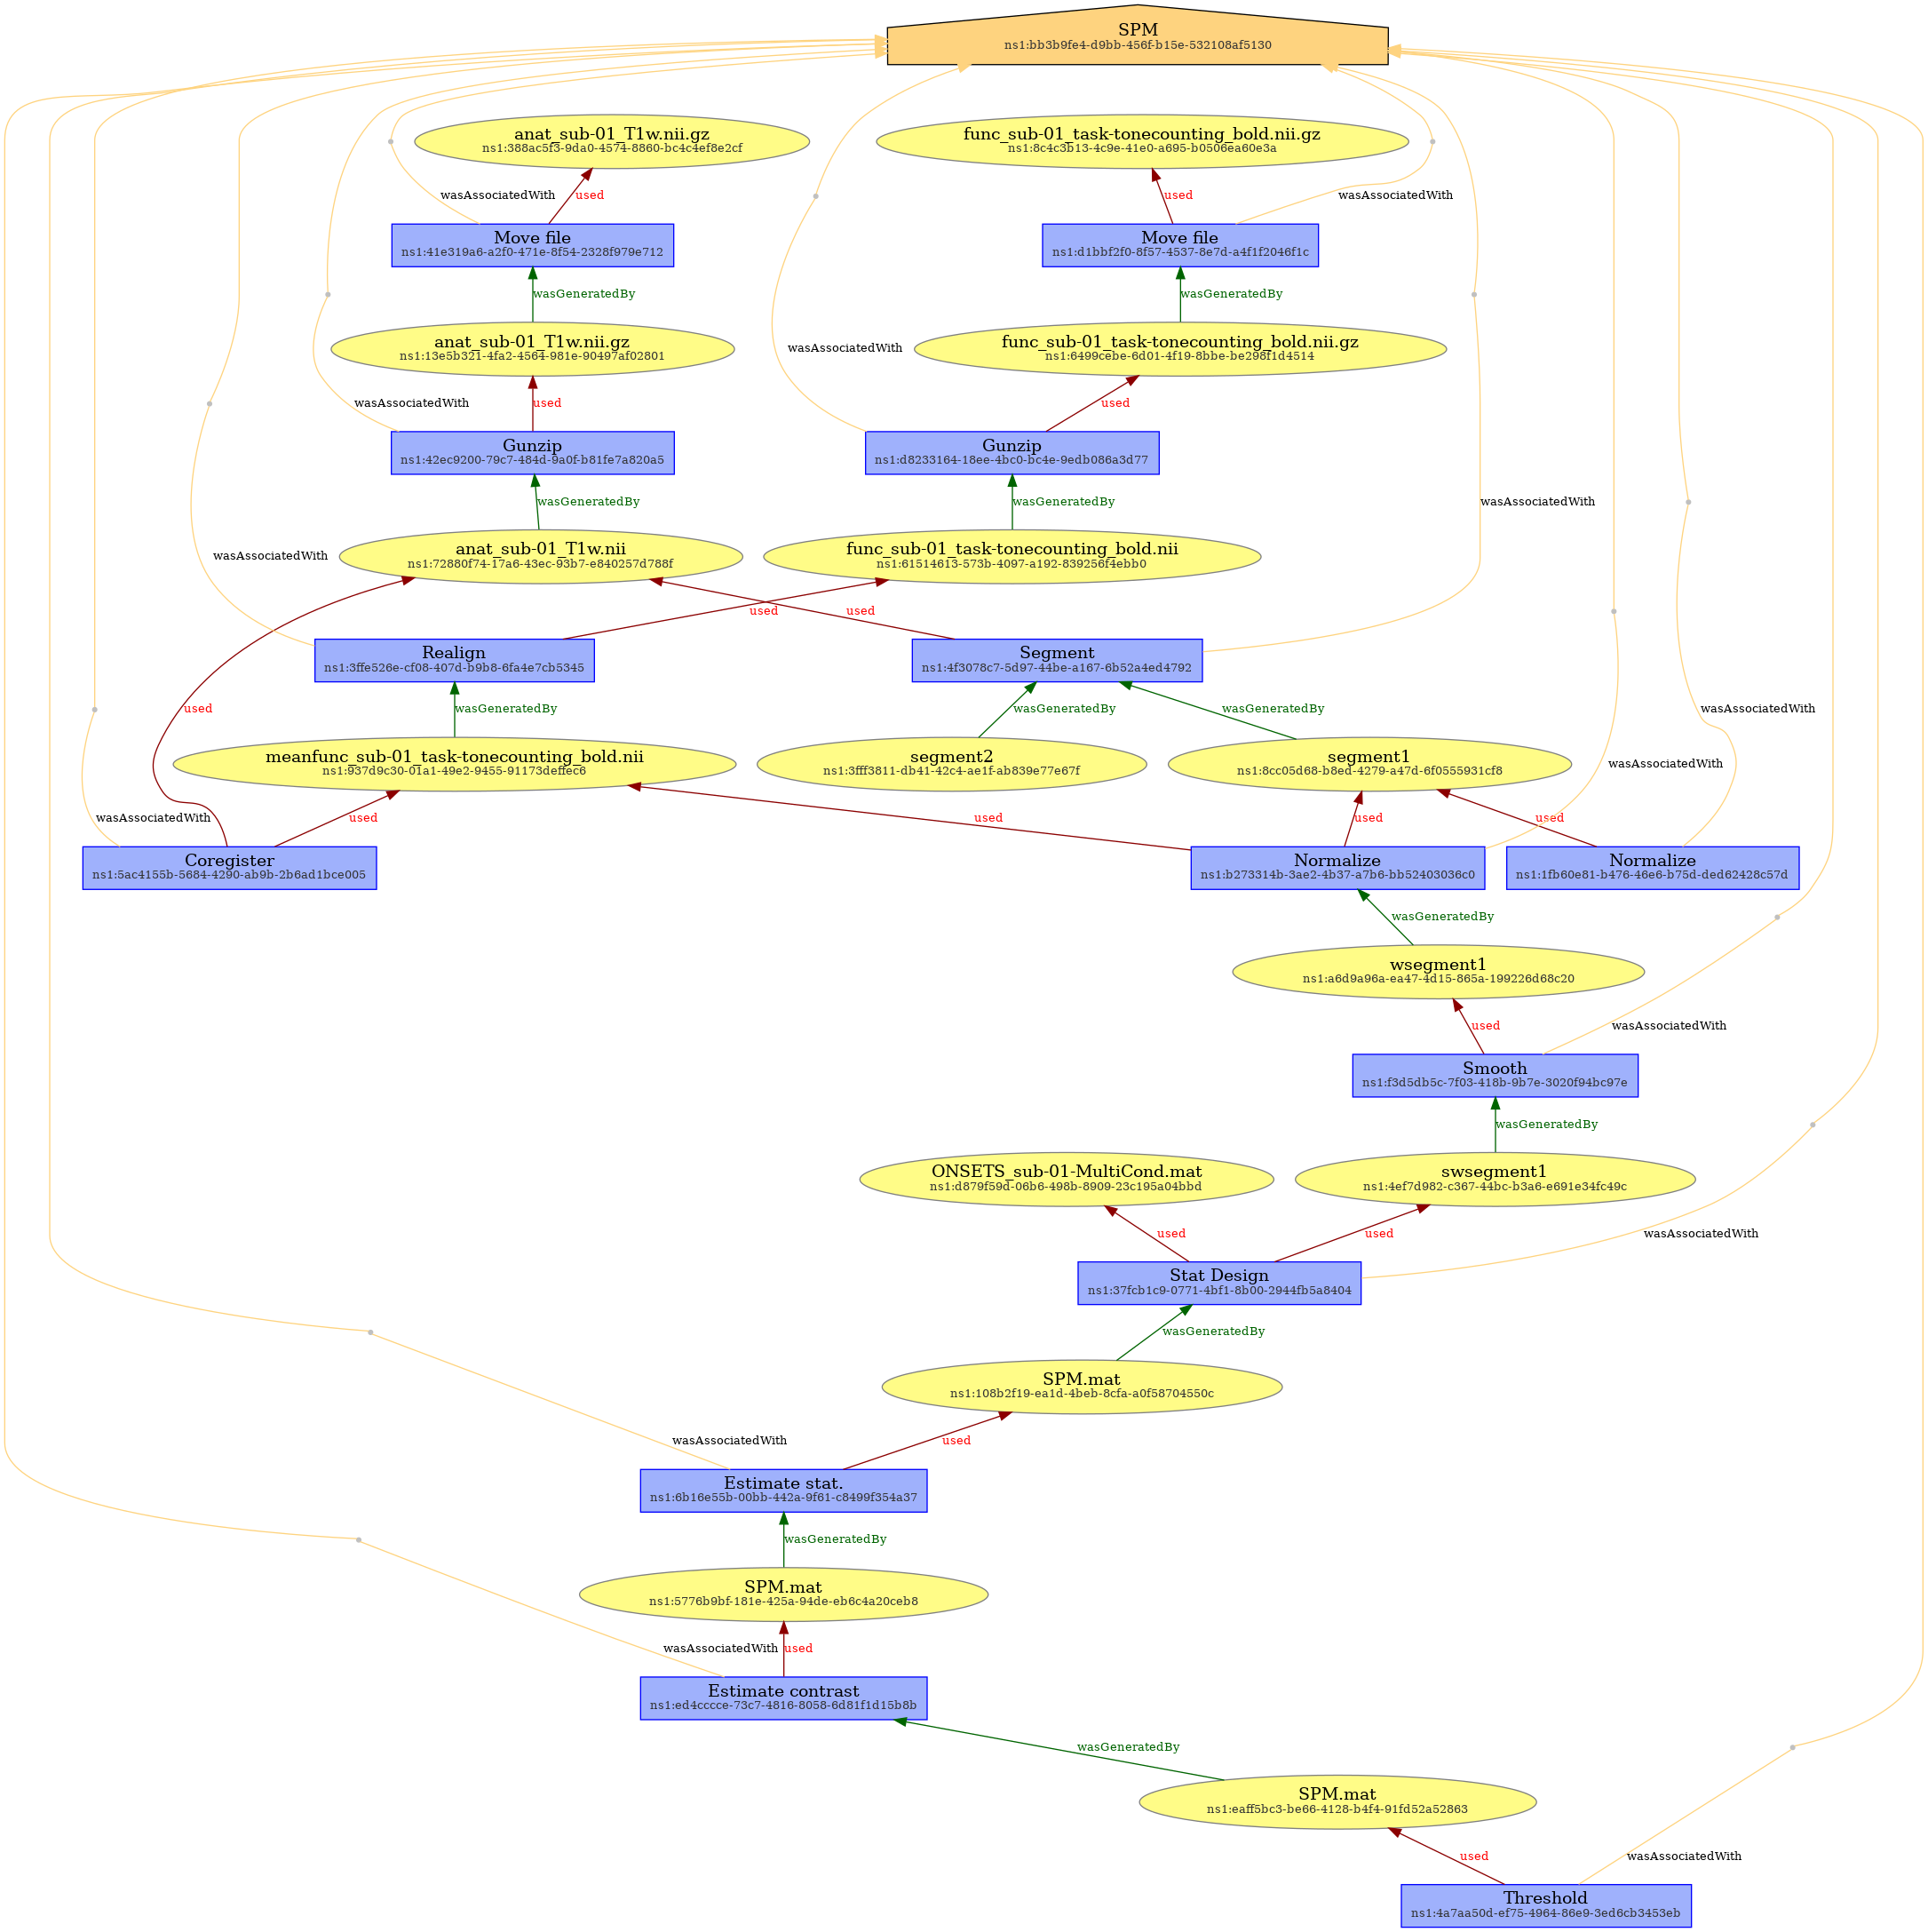 SPM
ns1:bb3b9fe4-d9bb-456f-b15e-532108af5130
anat_sub-01_T1w.nii.gz
ns1:388ac5f3-9da0-4574-8860-bc4c4ef8e2cf
func_sub-01_task-tonecounting_bold.nii.gz
ns1:8c4c3b13-4c9e-41e0-a695-b0506ea60e3a
wasAssociatedWith
used
used
wasAssociatedWith
Move file
ns1:41e319a6-a2f0-471e-8f54-2328f979e712
Move file
ns1:d1bbf2f0-8f57-4537-8e7d-a4f1f2046f1c
wasGeneratedBy
wasGeneratedBy
anat_sub-01_T1w.nii.gz
ns1:13e5b321-4fa2-4564-981e-90497af02801
wasAssociatedWith
func_sub-01_task-tonecounting_bold.nii.gz
ns1:6499cebe-6d01-4f19-8bbe-be298f1d4514
wasAssociatedWith
used
used
Gunzip
ns1:42ec9200-79c7-484d-9a0f-b81fe7a820a5
Gunzip
ns1:d8233164-18ee-4bc0-bc4e-9edb086a3d77
wasGeneratedBy
wasGeneratedBy
wasAssociatedWith
wasAssociatedWith
anat_sub-01_T1w.nii
ns1:72880f74-17a6-43ec-93b7-e840257d788f
func_sub-01_task-tonecounting_bold.nii
ns1:61514613-573b-4097-a192-839256f4ebb0
used
used
Realign
ns1:3ffe526e-cf08-407d-b9b8-6fa4e7cb5345
Segment
ns1:4f3078c7-5d97-44be-a167-6b52a4ed4792
used
wasGeneratedBy
wasGeneratedBy
wasGeneratedBy
wasAssociatedWith
meanfunc_sub-01_task-tonecounting_bold.nii
ns1:937d9c30-01a1-49e2-9455-91173deffec6
segment2
ns1:3fff3811-db41-42c4-ae1f-ab839e77e67f
segment1
ns1:8cc05d68-b8ed-4279-a47d-6f0555931cf8
wasAssociatedWith
wasAssociatedWith
used
used
used
used
Coregister
ns1:5ac4155b-5684-4290-ab9b-2b6ad1bce005
Normalize
ns1:b273314b-3ae2-4b37-a7b6-bb52403036c0
Normalize
ns1:1fb60e81-b476-46e6-b75d-ded62428c57d
wasGeneratedBy
wsegment1
ns1:a6d9a96a-ea47-4d15-865a-199226d68c20
used
wasAssociatedWith
Smooth
ns1:f3d5db5c-7f03-418b-9b7e-3020f94bc97e
wasGeneratedBy
ONSETS_sub-01-MultiCond.mat
ns1:d879f59d-06b6-498b-8909-23c195a04bbd
swsegment1
ns1:4ef7d982-c367-44bc-b3a6-e691e34fc49c
used
used
wasAssociatedWith
Stat Design
ns1:37fcb1c9-0771-4bf1-8b00-2944fb5a8404
wasGeneratedBy
SPM.mat
ns1:108b2f19-ea1d-4beb-8cfa-a0f58704550c
wasAssociatedWith
used
Estimate stat.
ns1:6b16e55b-00bb-442a-9f61-c8499f354a37
wasGeneratedBy
SPM.mat
ns1:5776b9bf-181e-425a-94de-eb6c4a20ceb8
wasAssociatedWith
used
Estimate contrast
ns1:ed4cccce-73c7-4816-8058-6d81f1d15b8b
wasGeneratedBy
SPM.mat
ns1:eaff5bc3-be66-4128-b4f4-91fd52a52863
used
wasAssociatedWith
Threshold
ns1:4a7aa50d-ef75-4964-86e9-3ed6cb3453eb